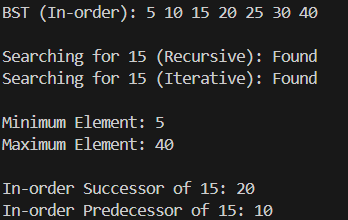 BST (In-order): 5 10 15 20 25 30 40
Searching for 15 (Recursive): Found
Searching for 15 (Iterative): Found
Minimum Element: 5
Maximum Element: 40
In-order Successor of 15: 20
In-order Predecessor of 15: 10